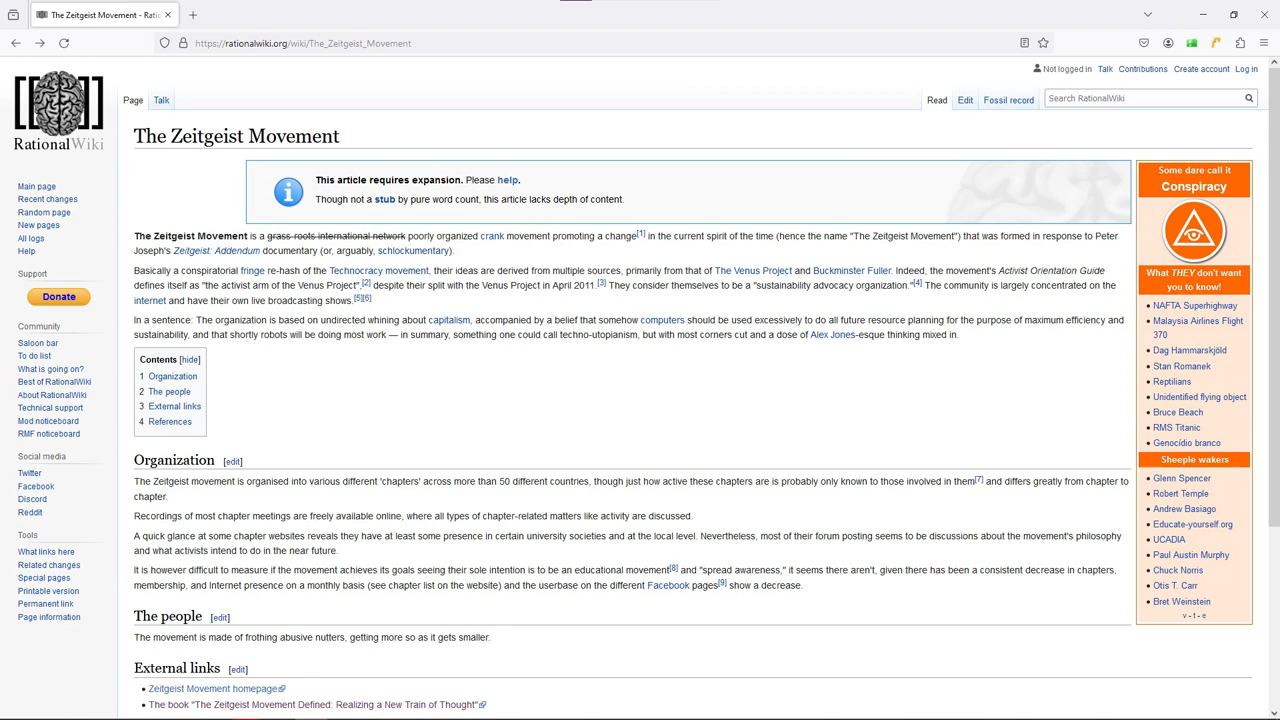 The Zeitgeist Movement - Ratio
https://rationalwiki.org/wiki/The_Zeitgeist_Movement
Not logged in Talk Contributions Create account Log in
Page Talk Read Edit Fossil record Search RationalWiki
RationalWiki
Main page
Recent changes
Random page
New pages
All logs
Help
Support
Donate
Community
Saloon bar
To do list
What is going on?
Best of RationalWiki
About RationalWiki
Technical support
Mod noticeboard
RMF noticeboard
Social media
Twitter
Facebook
Discord
Reddit
Tools
What links here
Related changes
Special pages
Printable version
Permanent link
Page information
The Zeitgeist Movement
This article requires expansion. Please help.
Though not a stub by pure word count, this article lacks depth of content.
The Zeitgeist Movement is a grass-roots international network poorly organized crank movement promoting a change[1] in the current spirit of the time (hence the name "The Zeitgeist Movement") that was formed in response to Peter
Joseph's Zeitgeist: Addendum documentary (or, arguably, schlockumentary).
Basically a conspiratorial fringe re-hash of the Technocracy movement, their ideas are derived from multiple sources, primarily from that of The Venus Project and Buckminster Fuller. Indeed, the movement's Activist Orientation Guide
defines itself as "the activist arm of the Venus Project",[2] despite their split with the Venus Project in April 2011.[3] They consider themselves to be a "sustainability advocacy organization."[4] The community is largely concentrated on the
internet and have their own live broadcasting shows.[5][6]
In a sentence: The organization is based on undirected whining about capitalism, accompanied by a belief that somehow computers should be used excessively to do all future resource planning for the purpose of maximum efficiency and
sustainability, and that shortly robots will be doing most work — in summary, something one could call techno-utopianism, but with most corners cut and a dose of Alex Jones-esque thinking mixed in.
Contents [hide]
1 Organization
2 The people
3 External links
4 References
Organization [edit]
The Zeitgeist movement is organised into various different 'chapters' across more than 50 different countries, though just how active these chapters are is probably only known to those involved in them[7] and differs greatly from chapter to
chapter.
Recordings of most chapter meetings are freely available online, where all types of chapter-related matters like activity are discussed.
A quick glance at some chapter websites reveals they have at least some presence in certain university societies and at the local level. Nevertheless, most of their forum posting seems to be discussions about the movement's philosophy
and what activists intend to do in the near future.
It is however difficult to measure if the movement achieves its goals seeing their sole intention is to be an educational movement[8] and "spread awareness," it seems there aren't, given there has been a consistent decrease in chapters,
membership, and Internet presence on a monthly basis (see chapter list on the website) and the userbase on the different Facebook pages[9] show a decrease.
The people [edit]
The movement is made of frothing abusive nutters, getting more so as it gets smaller.
External links [edit]
Zeitgeist Movement homepage
The book "The Zeitgeist Movement Defined: Realizing a New Train of Thought"
Some dare call it
Conspiracy
What THEY don't want
you to know!
NAFTA Superhighway
Malaysia Airlines Flight
370
Dag Hammarskjöld
Stan Romanek
Reptilians
Unidentified flying object
Bruce Beach
RMS Titanic
Genocídio branco
Sheeple wakers
Glenn Spencer
Robert Temple
Andrew Basiago
Educate-yourself.org
UCADIA
Paul Austin Murphy
Chuck Norris
Otis T. Carr
Bret Weinstein
v - t - e